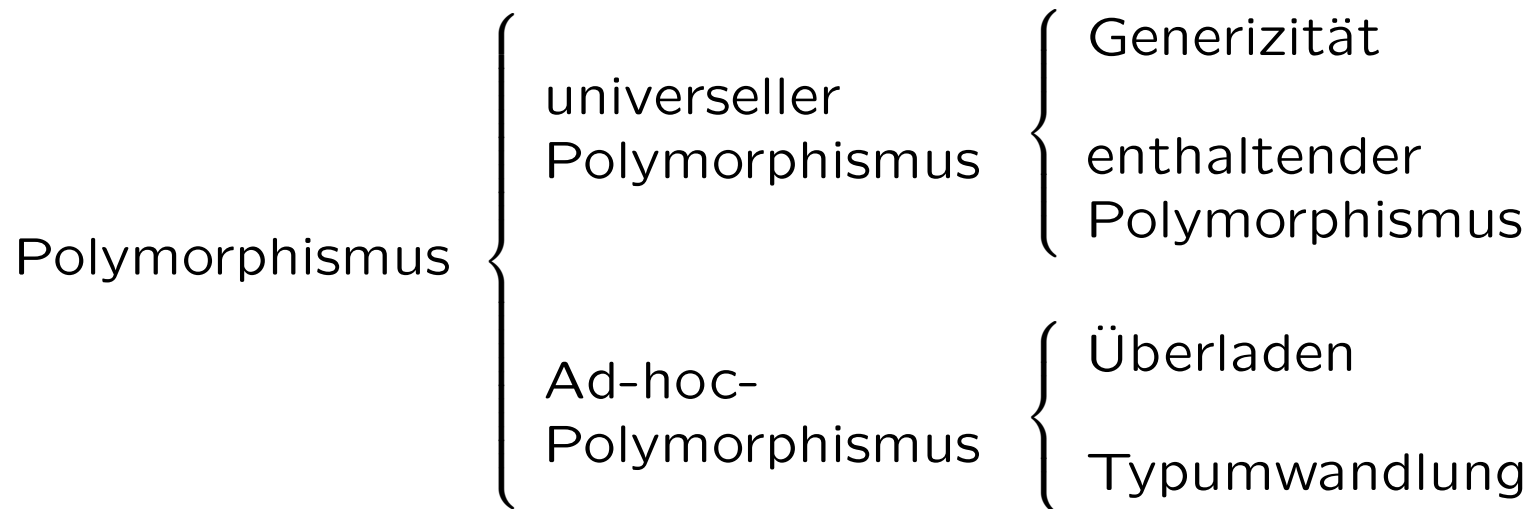 Polymorphismus
universeller
Polymorphismus
Generizität
enthaltender
Polymorphismus
Ad-hoc-
Polymorphismus
Überladen
Typumwandlung